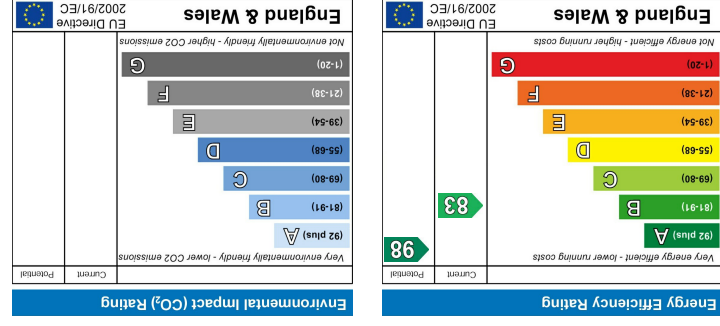 Energy Efficiency Rating
Current Potential
Very energy efficient - lower running costs
(92 plus) A
98
(81-91) B
83
(69-80) C
(55-68) D
(39-54) E
(21-38) F
(1-20) G
Not energy efficient - higher running costs
England & Wales
EU Directive
2002/91/EC
Environmental Impact (CO₂) Rating
Current Potential
Very environmentally friendly - lower CO2 emissions
(92 plus) A
(81-91) B
(69-80) C
(55-68) D
(39-54) E
(21-38) F
(1-20) G
Not environmentally friendly - higher CO2 emissions
England & Wales
EU Directive
2002/91/EC